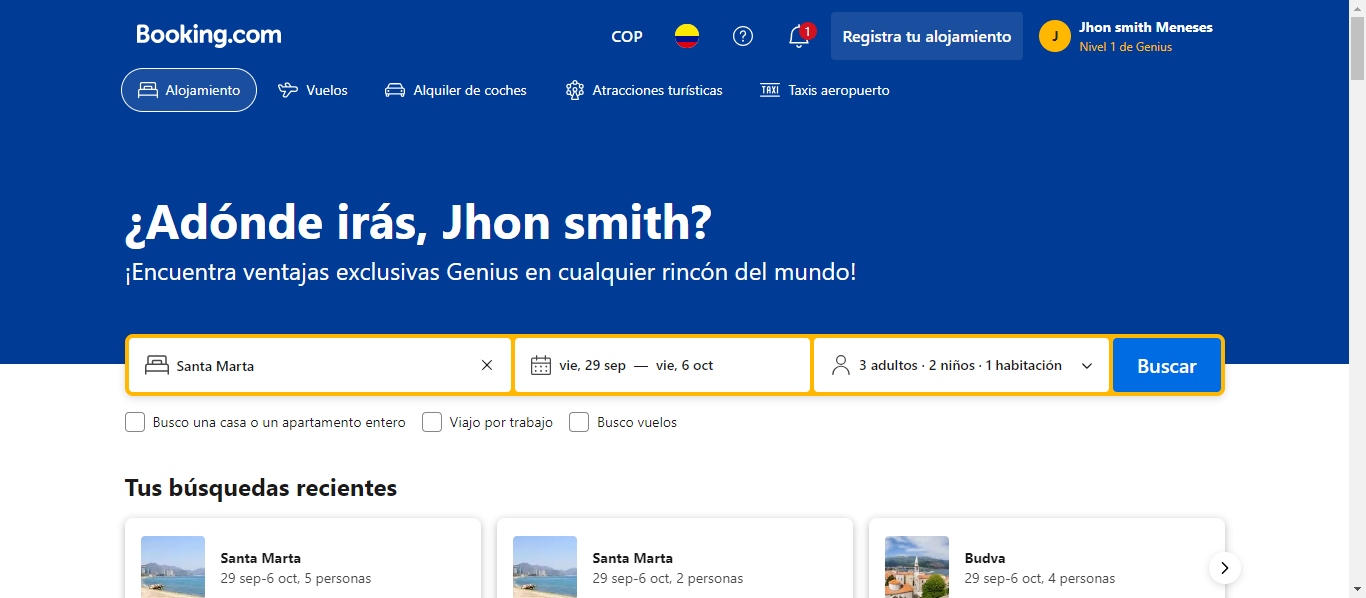 Booking.com
COP
1
Registra tu alojamiento
J
Jhon smith Meneses
Nivel 1 de Genius
Alojamiento
Vuelos
Alquiler de coches
Atracciones turísticas
TAXI
Taxis aeropuerto
¿Adónde irás, Jhon smith?
¡Encuentra ventajas exclusivas Genius en cualquier rincón del mundo!
Santa Marta
vie, 29 sep — vie, 6 oct
3 adultos · 2 niños · 1 habitación
Buscar
Busco una casa o un apartamento entero
Viajo por trabajo
Busco vuelos
Tus búsquedas recientes
Santa Marta
29 sep-6 oct, 5 personas
Santa Marta
29 sep-6 oct, 2 personas
Budva
29 sep-6 oct, 4 personas